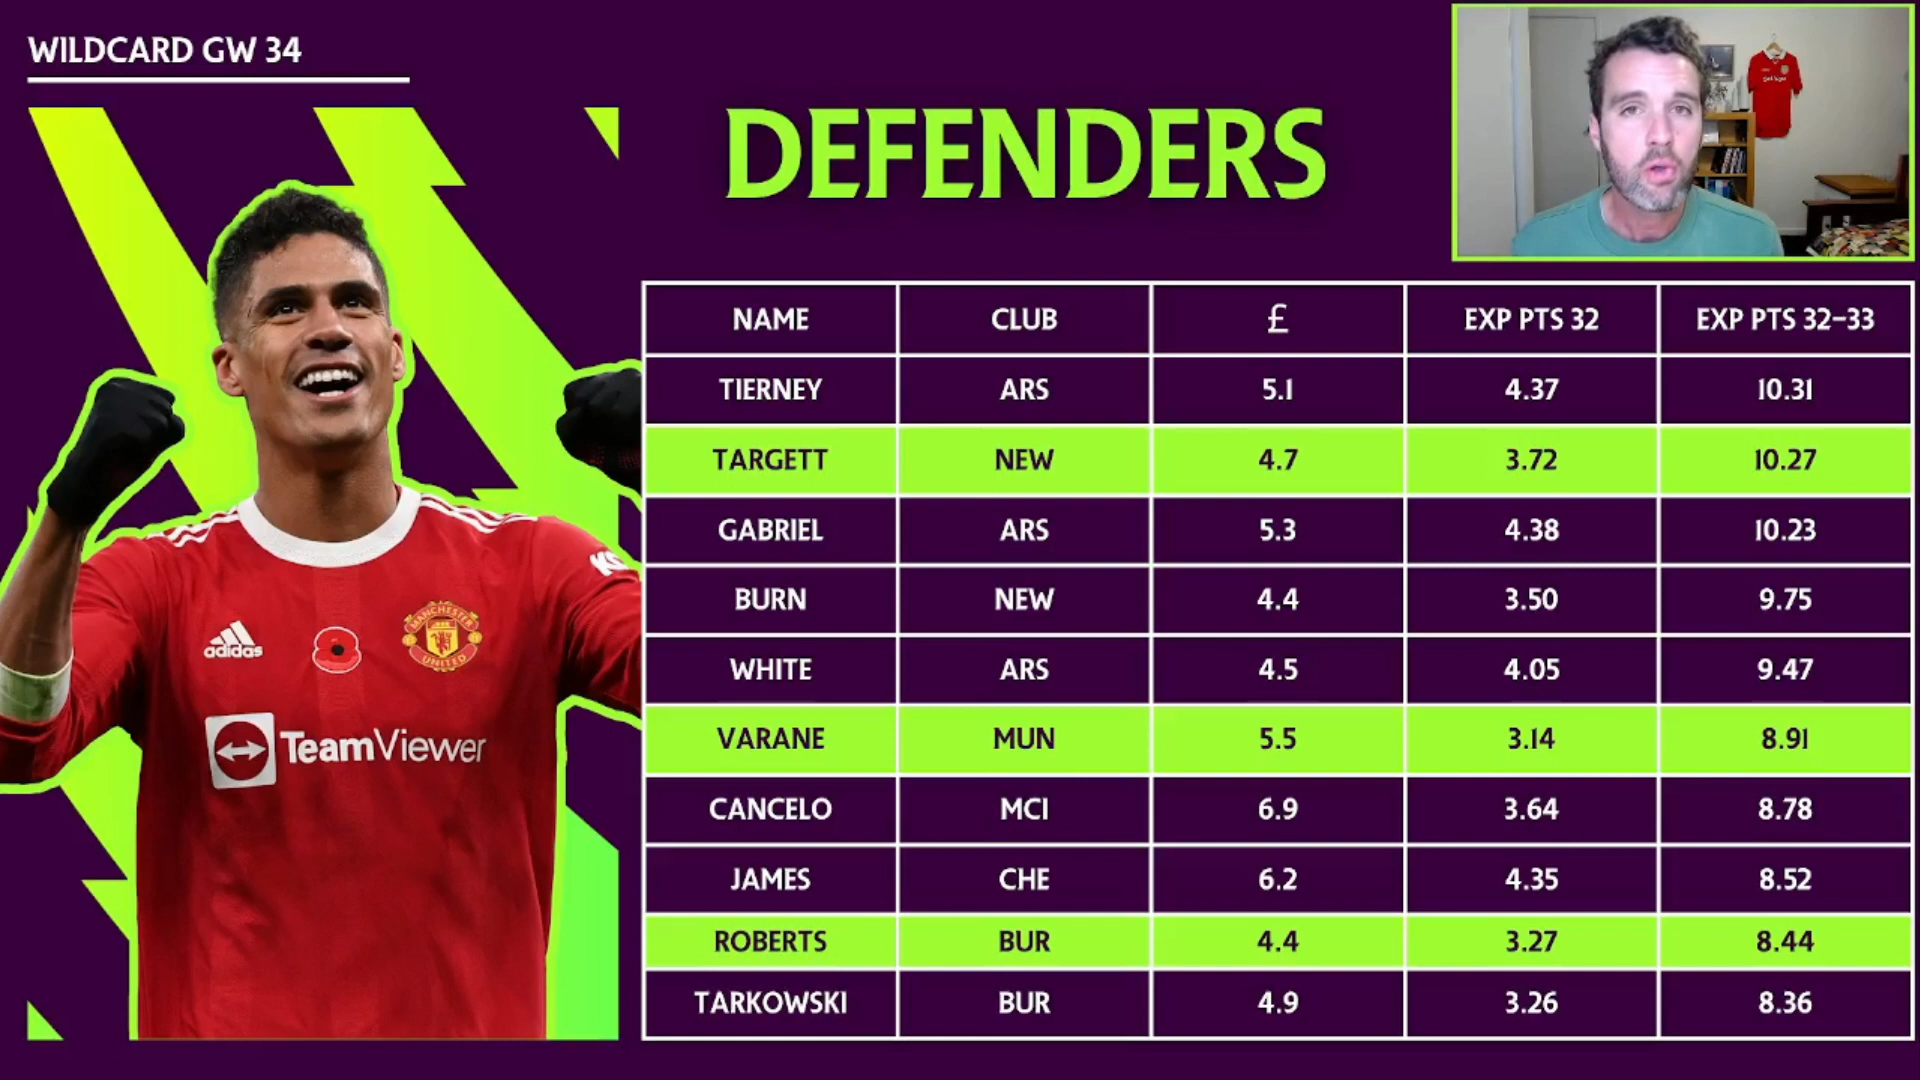 WILDCARD GW 34
DEFENDERS
NAME CLUB £ EXP PTS 32 EXP PTS 32-33
TIERNEY ARS 5.1 4.37 10.31
TARGETT NEW 4.7 3.72 10.27
GABRIEL ARS 5.3 4.38 10.23
BURN NEW 4.4 3.50 9.75
WHITE ARS 4.5 4.05 9.47
VARANE MUN 5.5 3.14 8.91
CANCELO MCI 6.9 3.64 8.78
JAMES CHE 6.2 4.35 8.52
ROBERTS BUR 4.4 3.27 8.44
TARKOWSKI BUR 4.9 3.26 8.36
adidas
MANCHESTER
UNITED
TeamViewer